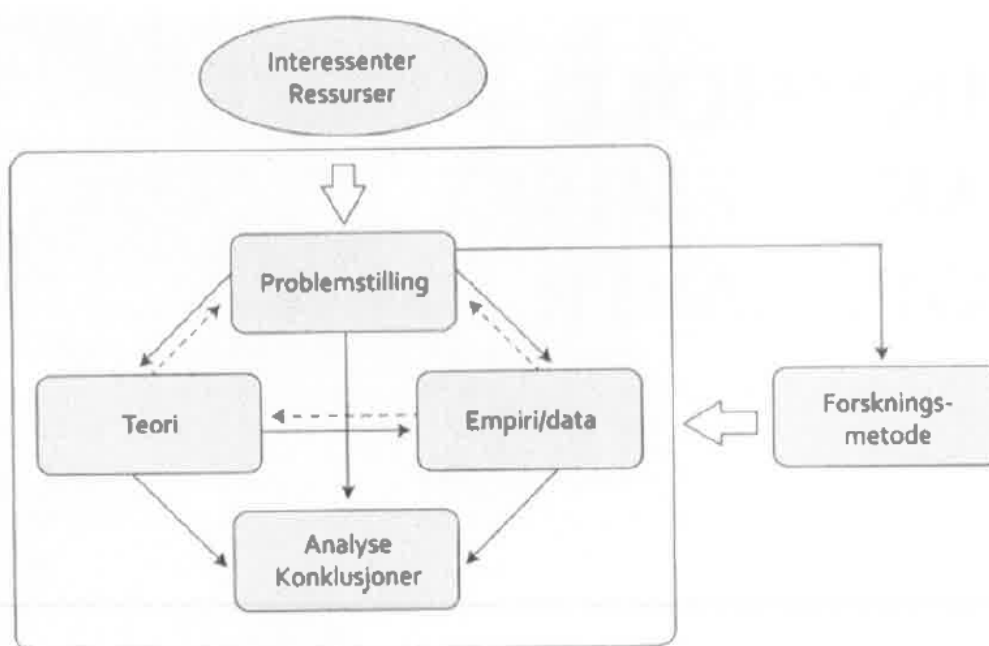 Interessenter
Ressurser
Problemstilling
Teori
Empiri/data
Forsknings-
metode
Analyse
Konklusjoner